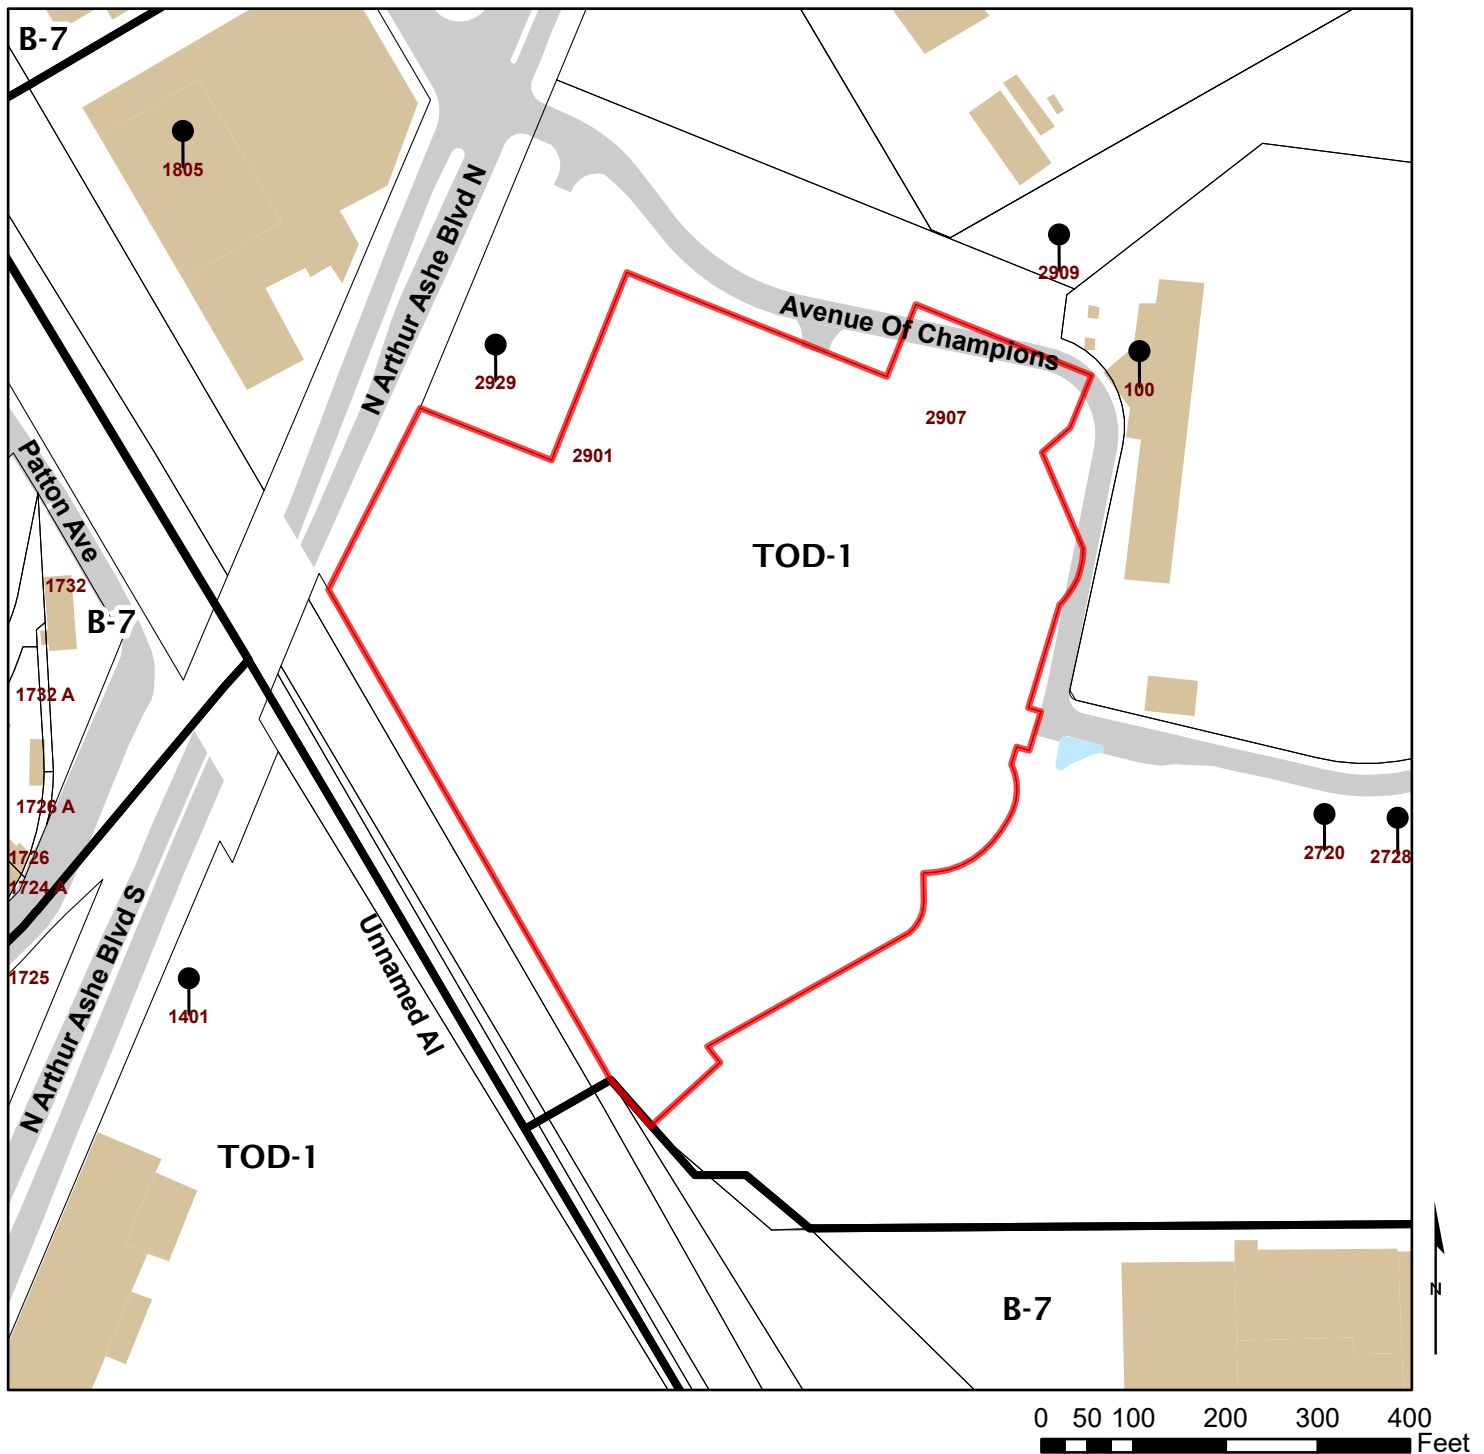 B-7
1805
N Arthur Ashe Blvd N
2909
Avenue Of Champions
2929
100
2907
2901
Patton Ave
TOD-1
1732
B-7
1732 A
1726 A
1726
1724 A
2720
2728
N Arthur Ashe Blvd S
Unnamed Al
1725
1401
TOD-1
B-7
N
0 50 100 200 300 400
Feet